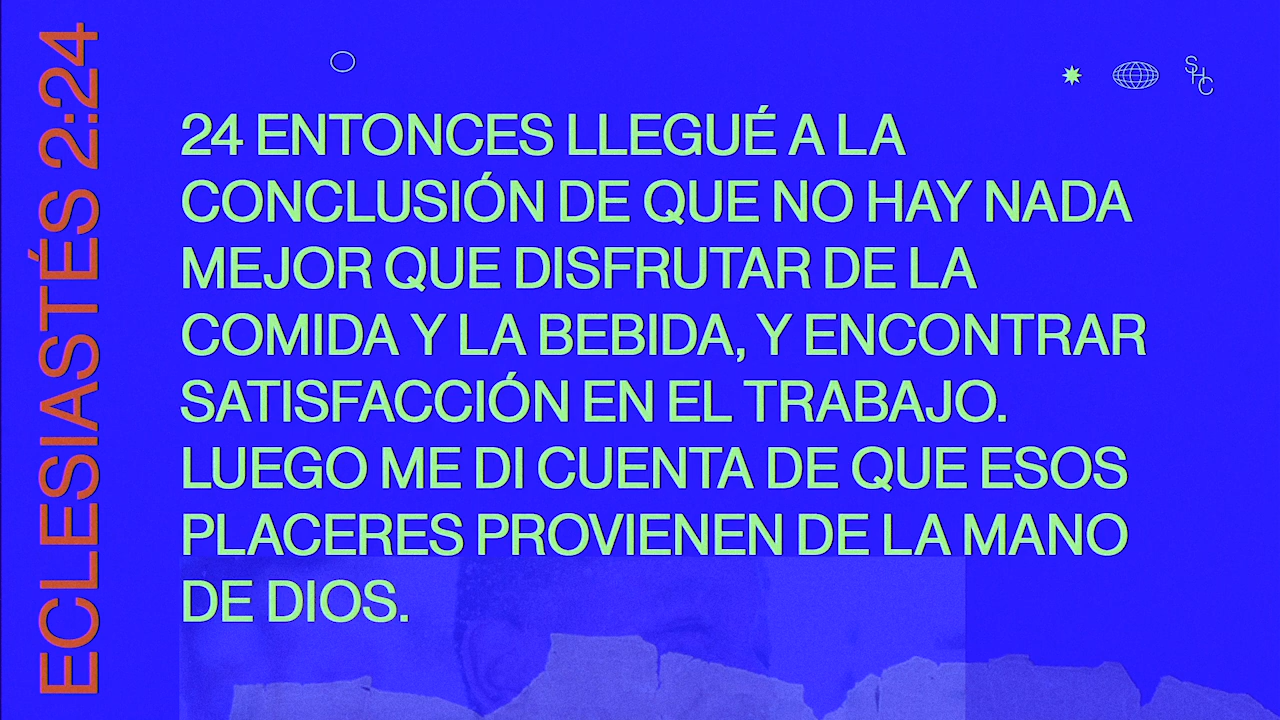 ECLESIASTÉS 2:24
SHC
24 ENTONCES LLEGUÉ A LA
CONCLUSIÓN DE QUE NO HAY NADA
MEJOR QUE DISFRUTAR DE LA
COMIDA Y LA BEBIDA, Y ENCONTRAR
SATISFACCIÓN EN EL TRABAJO.
LUEGO ME DI CUENTA DE QUE ESOS
PLACERES PROVIENEN DE LA MANO
DE DIOS.